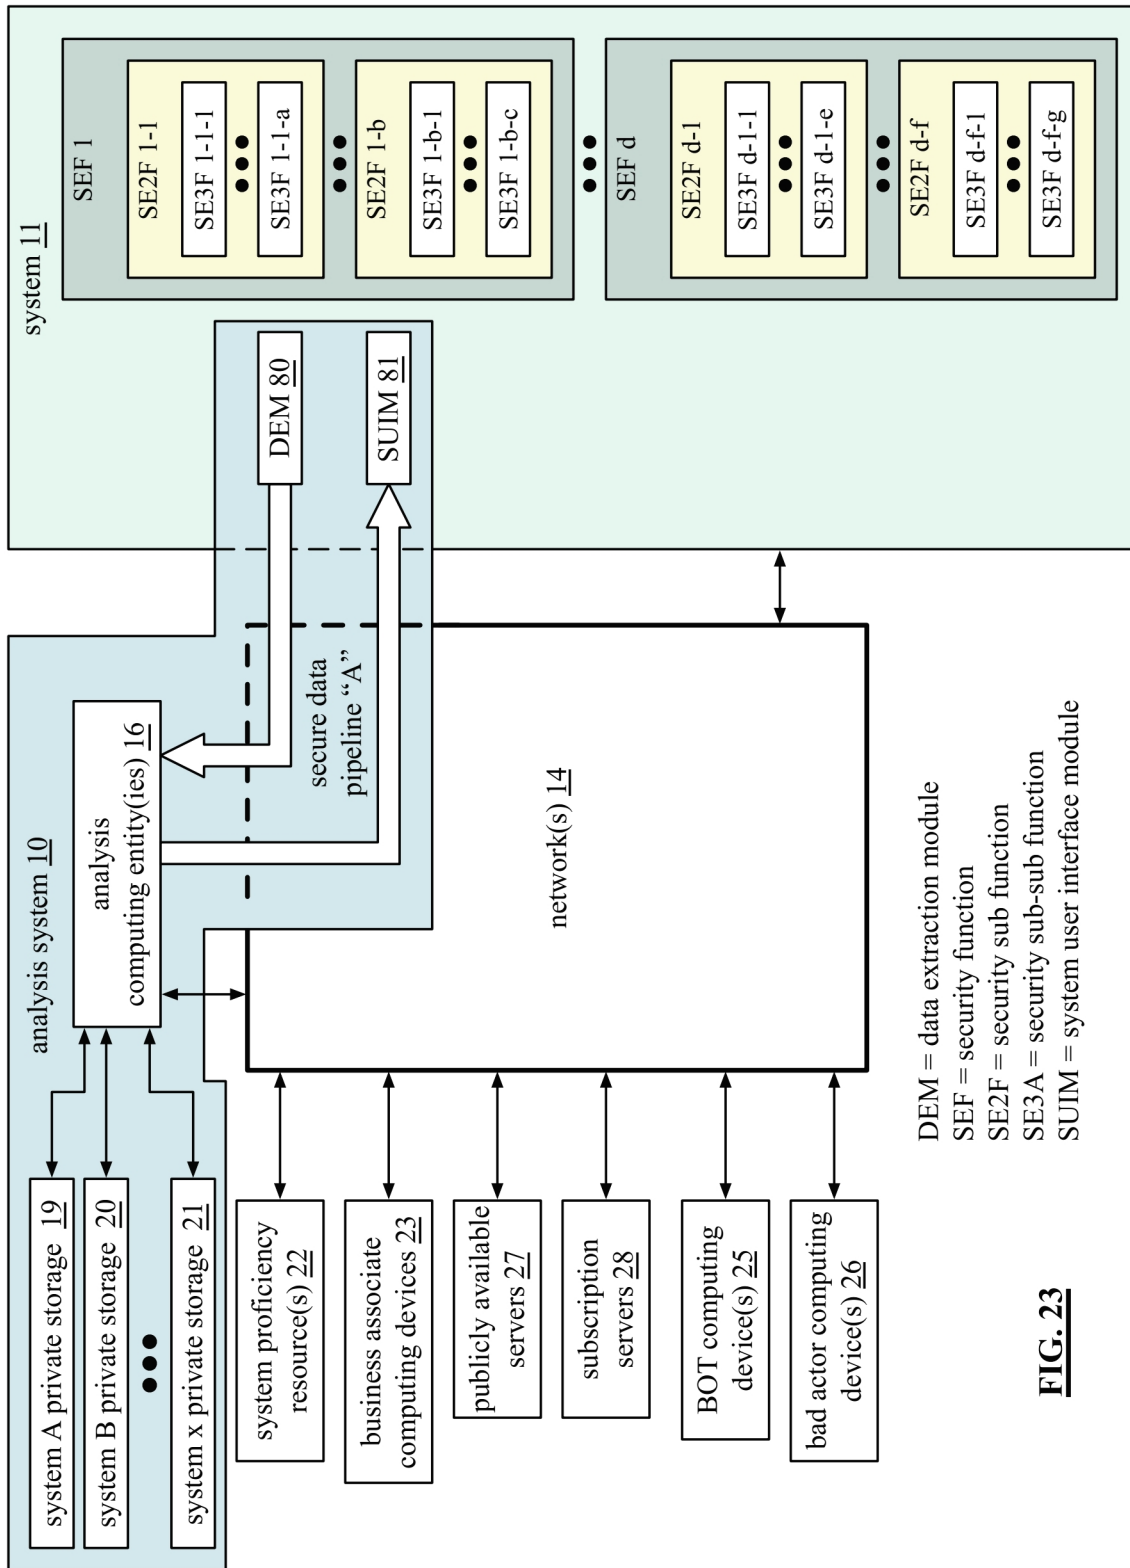 analysis system 10
system A private storage 19
system B private storage 20
system x private storage 21
analysis
computing entity(ies) 16
secure data
pipeline “A”
DEM 80
SUIM 81
system 11
SEF 1
SE2F 1-1
SE3F 1-1-1
SE3F 1-1-a
SE2F 1-b
SE3F 1-b-1
SE3F 1-b-c
SEF d
SE2F d-1
SE3F d-1-1
SE3F d-1-e
SE2F d-f
SE3F d-f-1
SE3F d-f-g
network(s) 14
system proficiency
resource(s) 22
business associate
computing devices 23
publicly available
servers 27
subscription
servers 28
BOT computing
device(s) 25
bad actor computing
device(s) 26
DEM = data extraction module
SEF = security function
SE2F = security sub function
SE3A = security sub-sub function
SUIM = system user interface module
FIG. 23